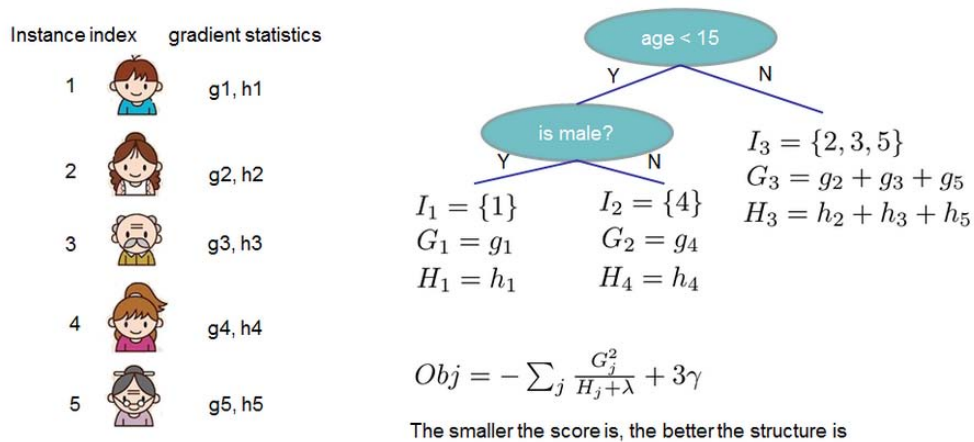 Instance index gradient statistics
1 g1, h1
2 g2, h2
3 g3, h3
4 g4, h4
5 g5, h5
age < 15
Y N
is male?
Y N
I₁ = {1}
G₁ = g₁
H₁ = h₁
I₂ = {4}
G₂ = g₄
H₄ = h₄
I₃ = {2, 3, 5}
G₃ = g₂ + g₃ + g₅
H₃ = h₂ + h₃ + h₅
Obj = − ∑ⱼ Gⱼ² / (Hⱼ+λ) + 3γ
The smaller the score is, the better the structure is